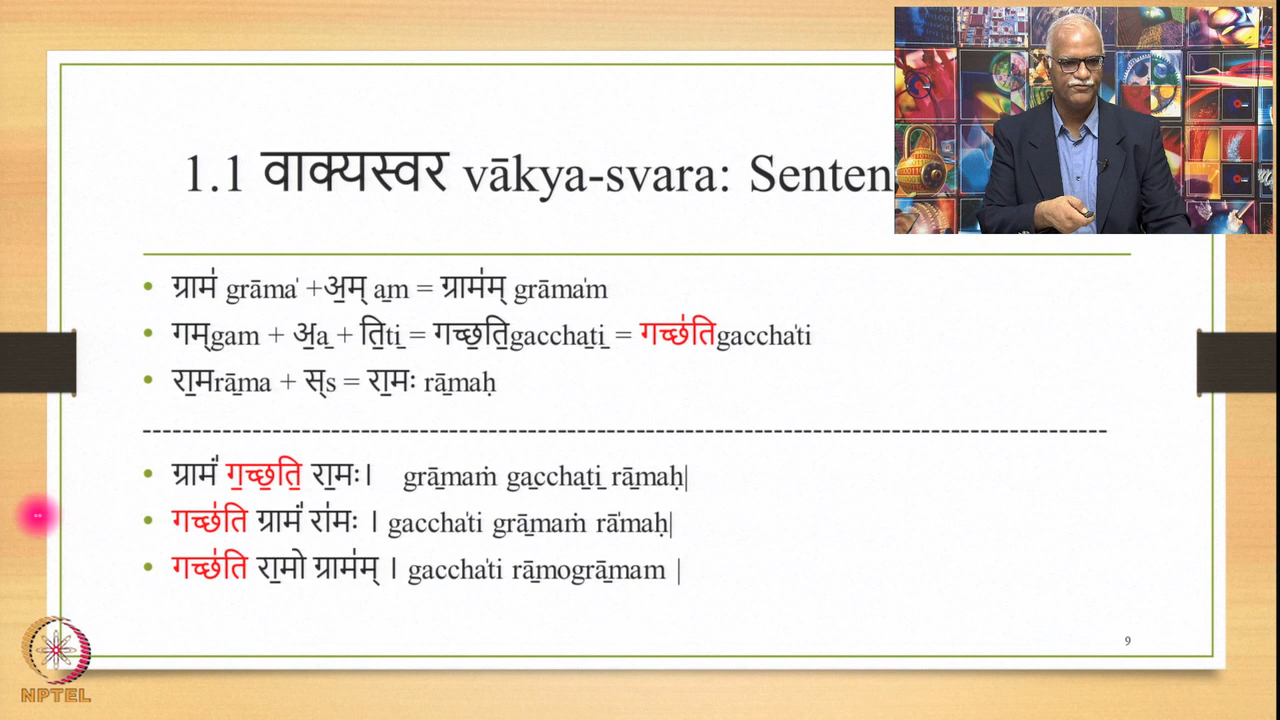 1.1 वाक्यस्वर vākya-svara: Senten
• ग्राम॑ grāma' +अ॒म् a̱m = ग्राम॑म् grāma'm
• गम्gam + अ॒a̱ + ति॒ti̱ = गच्छ॒ति॒gaccha̱ti̱ = गच्छ॑तिgaccha'ti
• रा॒मrā̱ma + स्s = रा॒मः rā̱maḥ
---------------------------------------------------------------------------------------------------
• ग्रामं॑ ग॒च्छ॒ति॒ रा॒मः। grā̱maṁ ga̱ccha̱ti̱ rā̱maḥ|
• गच्छ॑ति ग्रामं॑ रा॑मः । gaccha'ti grā̱maṁ rā'maḥ|
• गच्छ॑ति रा॒मो ग्राम॑म् । gaccha'ti rā̱mogrā̱mam |
9
NPTEL